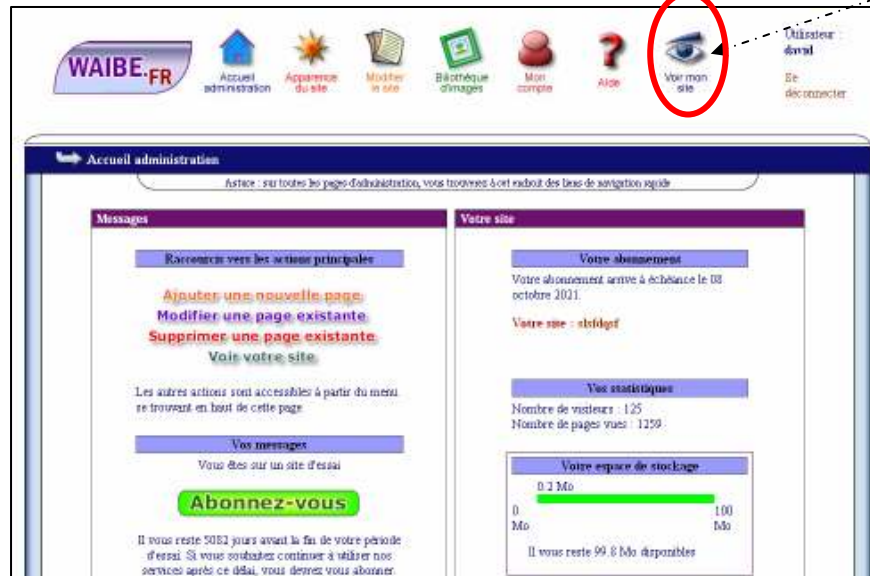 WAIBE.FR
Accueil
administration
Apparence
du site
Modifier
le site
Bibliothèque
d'images
Mon
compte
Aide
Voir mon
site
Utilisateur :
daval
Se
déconnecter
Accueil administration
Astuce : sur toutes les pages d'administration, vous trouverez à cet endroit des liens de navigation rapide
Messages
Raccourcis vers les actions principales
Ajouter une nouvelle page
Modifier une page existante
Supprimer une page existante
Voir votre site
Les autres actions sont accessibles à partir du menu
se trouvant en haut de cette page
Vos messages
Vous êtes sur un site d'essai
Abonnez-vous
Il vous reste 5082 jours avant la fin de votre période
d'essai. Si vous souhaitez continuer à utiliser nos
services après ce délai, vous devrez vous abonner.
Votre site
Votre abonnement
Votre abonnement arrive à échéance le 08
octobre 2021.
Votre site :
Vos statistiques
Nombre de visiteurs : 125
Nombre de pages vues : 1259
Votre espace de stockage
0.2 Mo
0 100
Mo Mo
Il vous reste 99.8 Mo disponibles